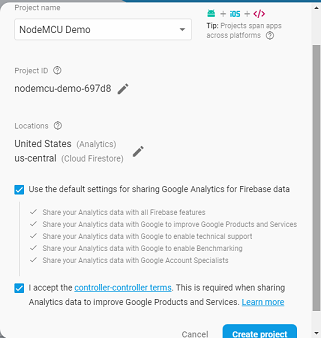 Project name
NodeMCU Demo
+ iOS +
Tip: Projects span apps
across platforms
Project ID
nodemcu-demo-697d8
Locations
United States (Analytics)
us-central (Cloud Firestore)
Use the default settings for sharing Google Analytics for Firebase data
Share your Analytics data with all Firebase features
Share your Analytics data with Google to improve Google Products and Services
Share your Analytics data with Google to enable technical support
Share your Analytics data with Google to enable Benchmarking
Share your Analytics data with Google Account Specialists
I accept the controller-controller terms. This is required when sharing
Analytics data to improve Google Products and Services. Learn more
Cancel
Create project